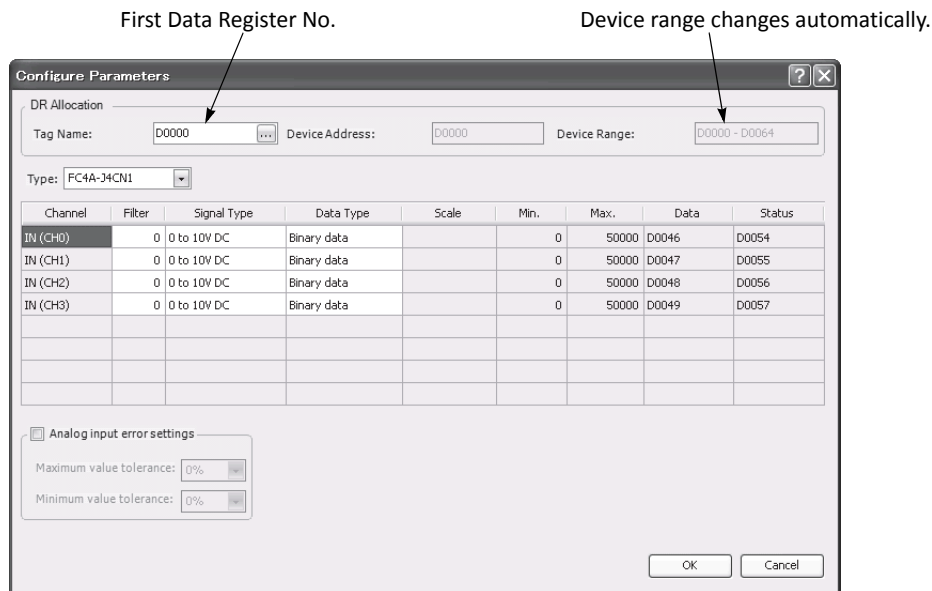 First Data Register No.
Device range changes automatically.
Configure Parameters
DR Allocation
Tag Name: D0000 ... Device Address: D0000 Device Range: D0000 - D0064
Type: FC4A-J4CN1
Channel Filter Signal Type Data Type Scale Min. Max. Data Status
IN (CH0) 0 0 to 10V DC Binary data 0 50000 D0046 D0054
IN (CH1) 0 0 to 10V DC Binary data 0 50000 D0047 D0055
IN (CH2) 0 0 to 10V DC Binary data 0 50000 D0048 D0056
IN (CH3) 0 0 to 10V DC Binary data 0 50000 D0049 D0057
Analog input error settings
Maximum value tolerance: 0%
Minimum value tolerance: 0%
OK Cancel